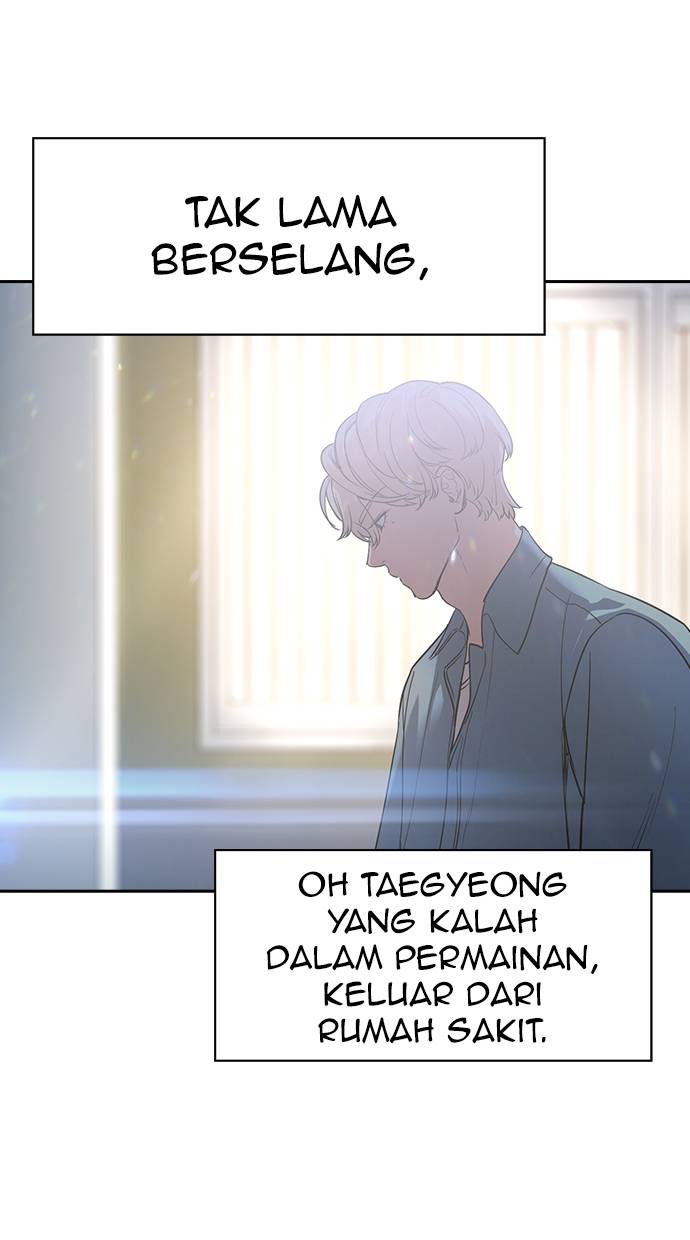 TAK LAMA
BERSELANG,
OH TAEGYEONG
YANG KALAH
DALAM PERMAINAN,
KELUAR DARI
RUMAH SAKIT.